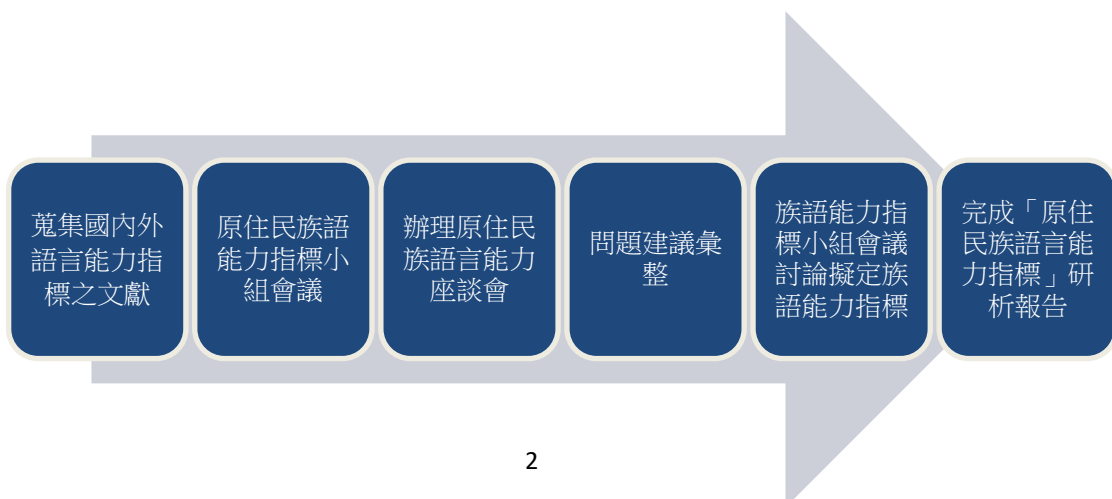 蒐集國內外
語言能力指
標之文獻
原住民族語
能力指標小
組會議
辦理原住民
族語言能力
座談會
問題建議彙
整
族語能力指
標小組會議
討論擬定族
語能力指標
完成「原住
民族語言能
力指標」研
析報告
2